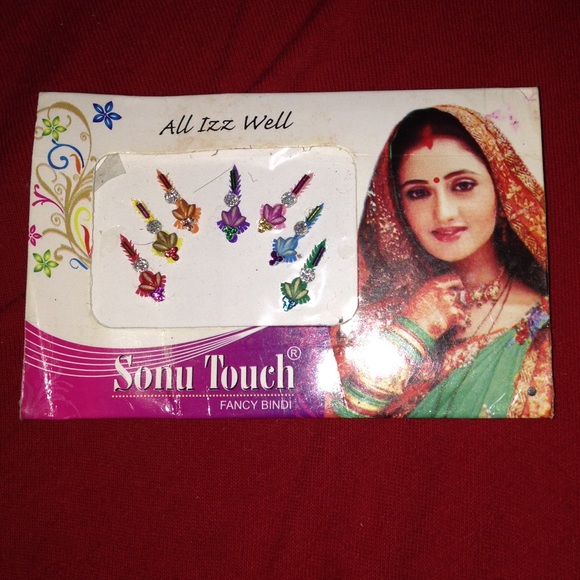 All Izz Well
Sonu Touch®
FANCY BINDI